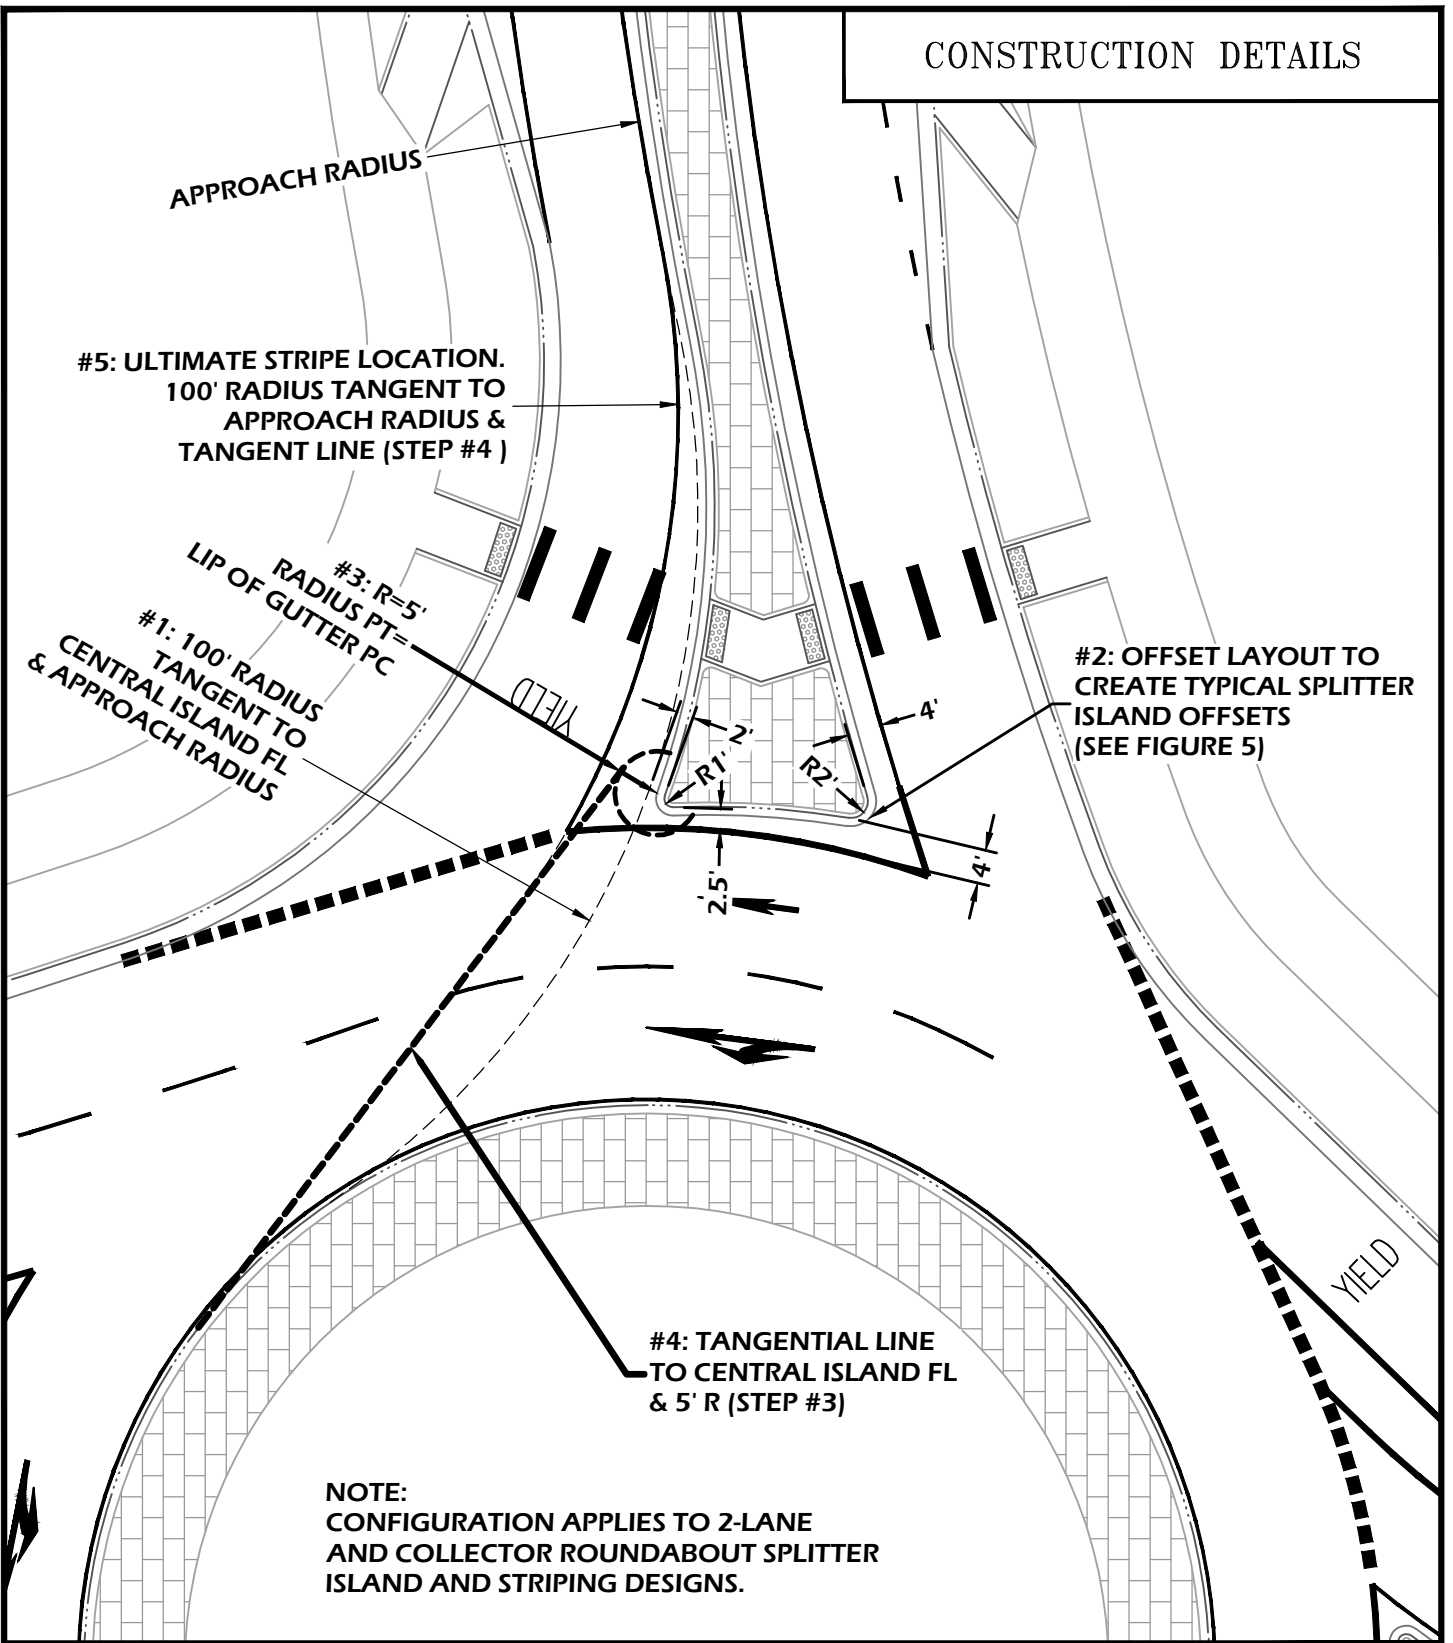 CONSTRUCTION DETAILS
APPROACH RADIUS
#5: ULTIMATE STRIPE LOCATION.
100' RADIUS TANGENT TO
APPROACH RADIUS &
TANGENT LINE (STEP #4 )
#3: R=5'
RADIUS PT=
LIP OF GUTTER PC
#1: 100' RADIUS
TANGENT TO
CENTRAL ISLAND FL
& APPROACH RADIUS
YIELD
#2: OFFSET LAYOUT TO
CREATE TYPICAL SPLITTER
ISLAND OFFSETS
(SEE FIGURE 5)
4'
2'
R1'
R2'
4'
2.5'
YIELD
#4: TANGENTIAL LINE
TO CENTRAL ISLAND FL
& 5' R (STEP #3)
NOTE:
CONFIGURATION APPLIES TO 2-LANE
AND COLLECTOR ROUNDABOUT SPLITTER
ISLAND AND STRIPING DESIGNS.